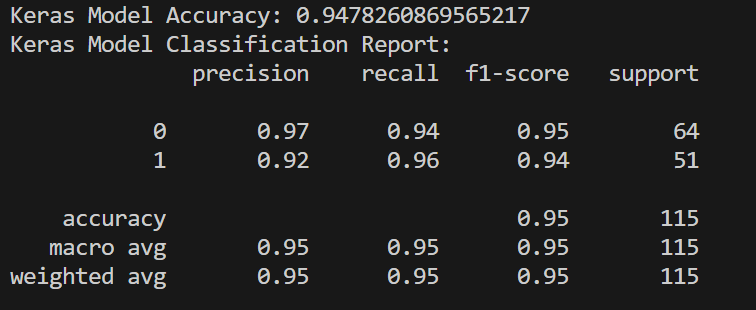 Keras Model Accuracy: 0.9478260869565217
Keras Model Classification Report:
precision recall f1-score support
0 0.97 0.94 0.95 64
1 0.92 0.96 0.94 51
accuracy 0.95 115
macro avg 0.95 0.95 0.95 115
weighted avg 0.95 0.95 0.95 115